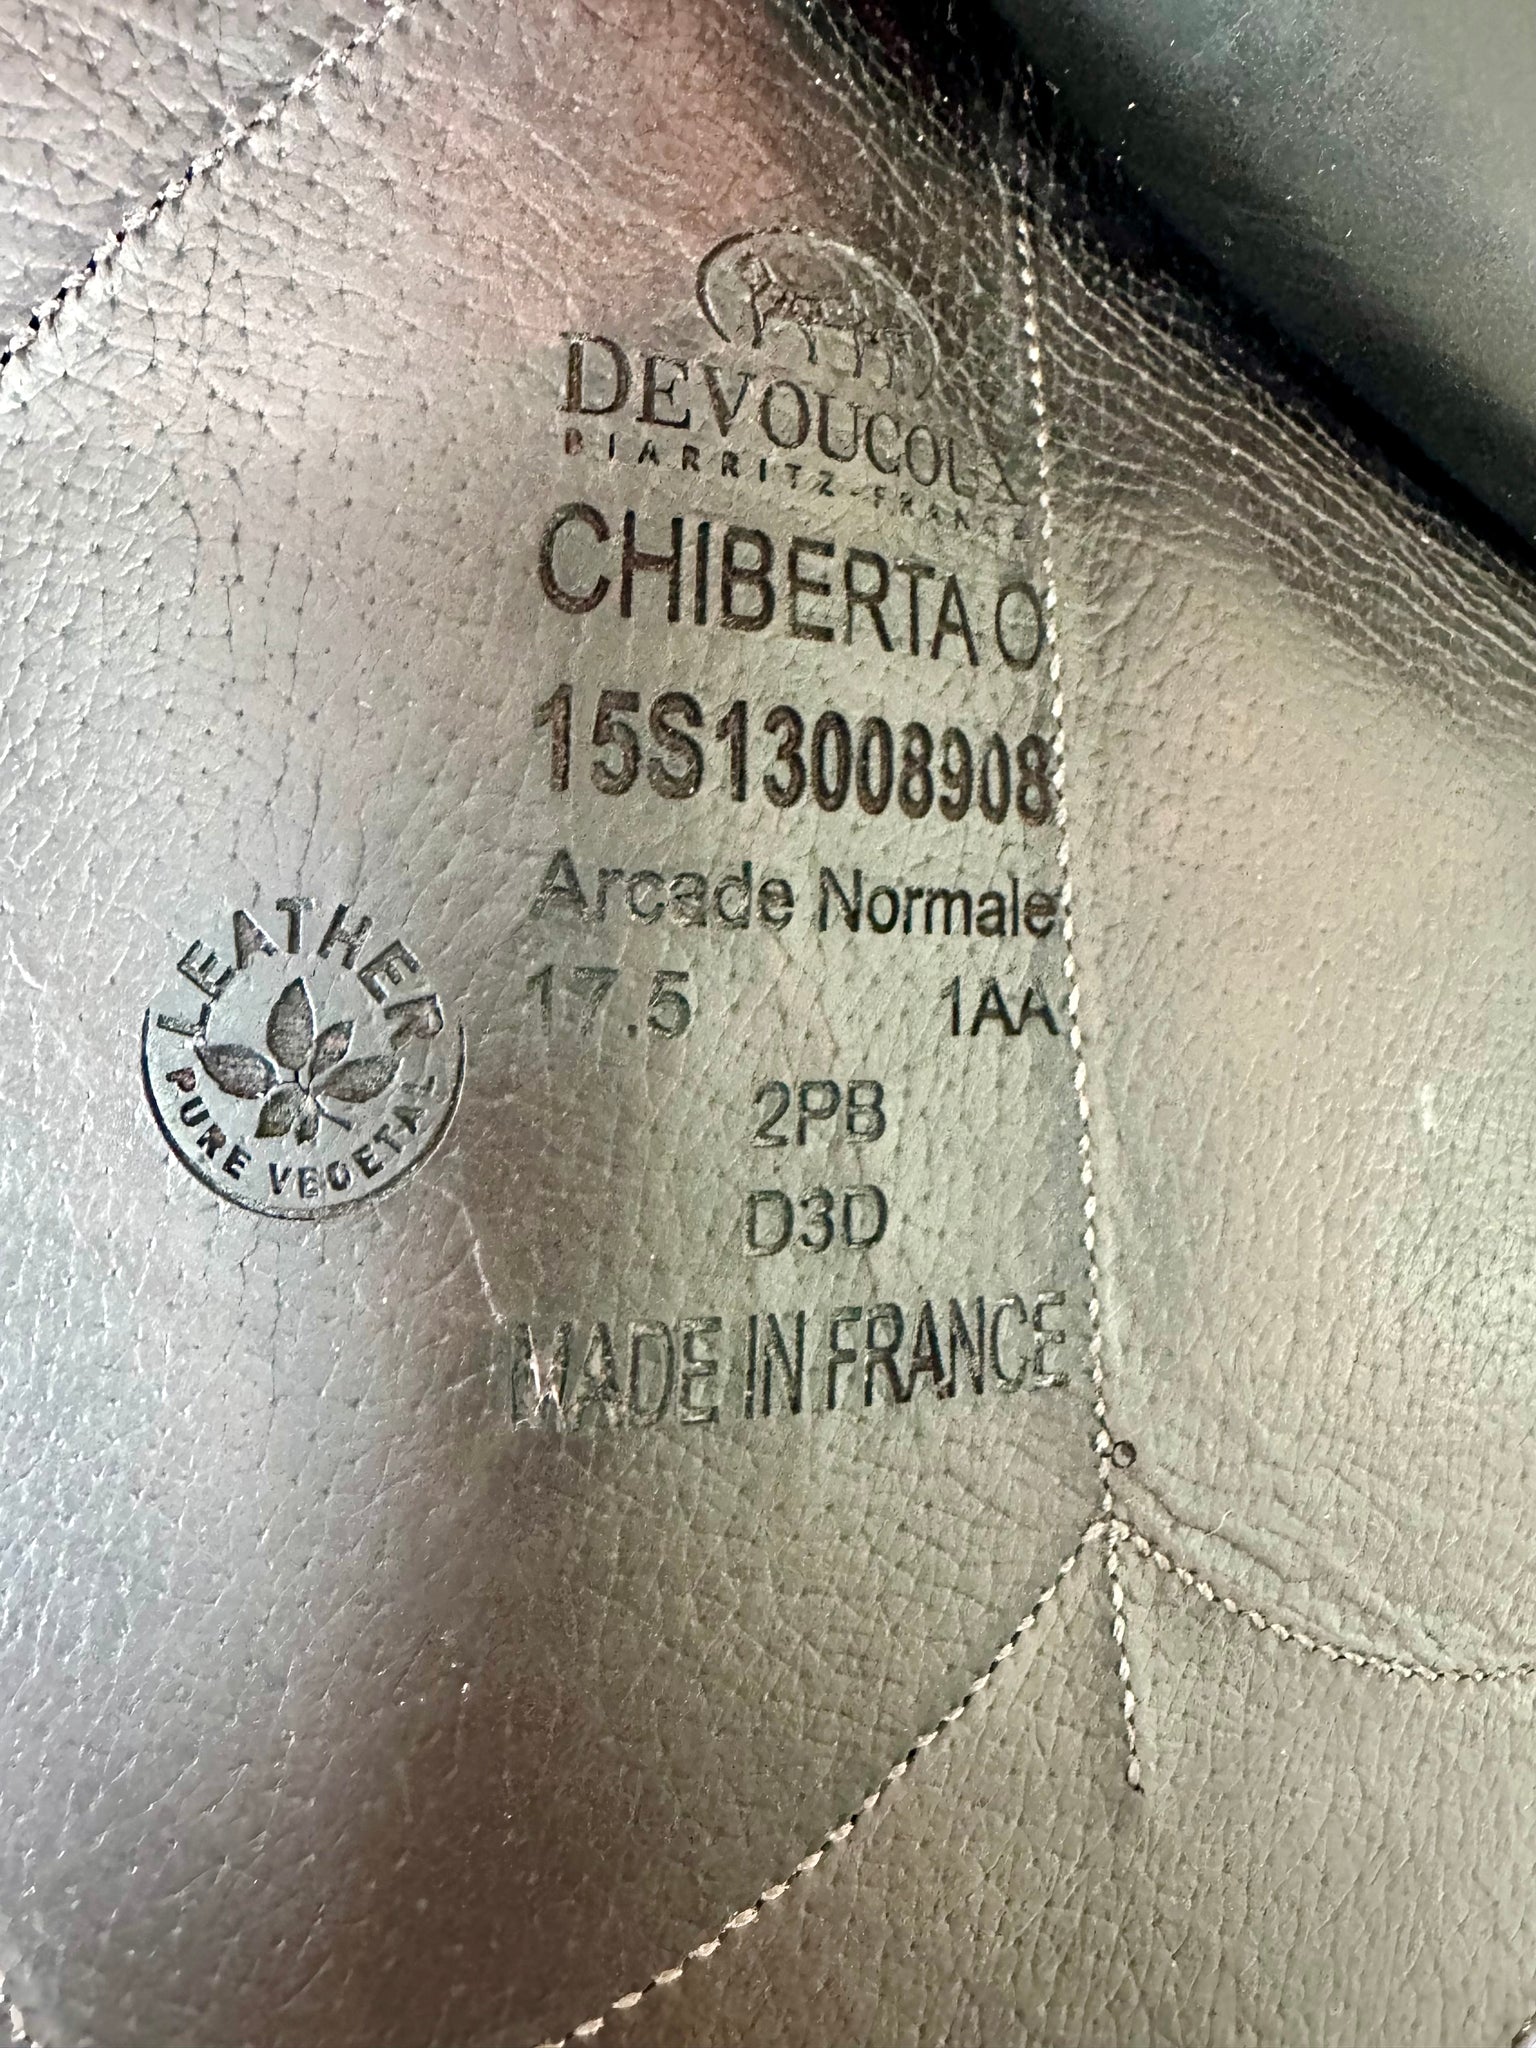 DEVOUCOUX
BIARRITZ-FRANCE
CHIBERTA O
15S13008908
Arcade Normale
17.5 1AA
2PB
D3D
MADE IN FRANCE
LEATHER
PURE VEGETAL